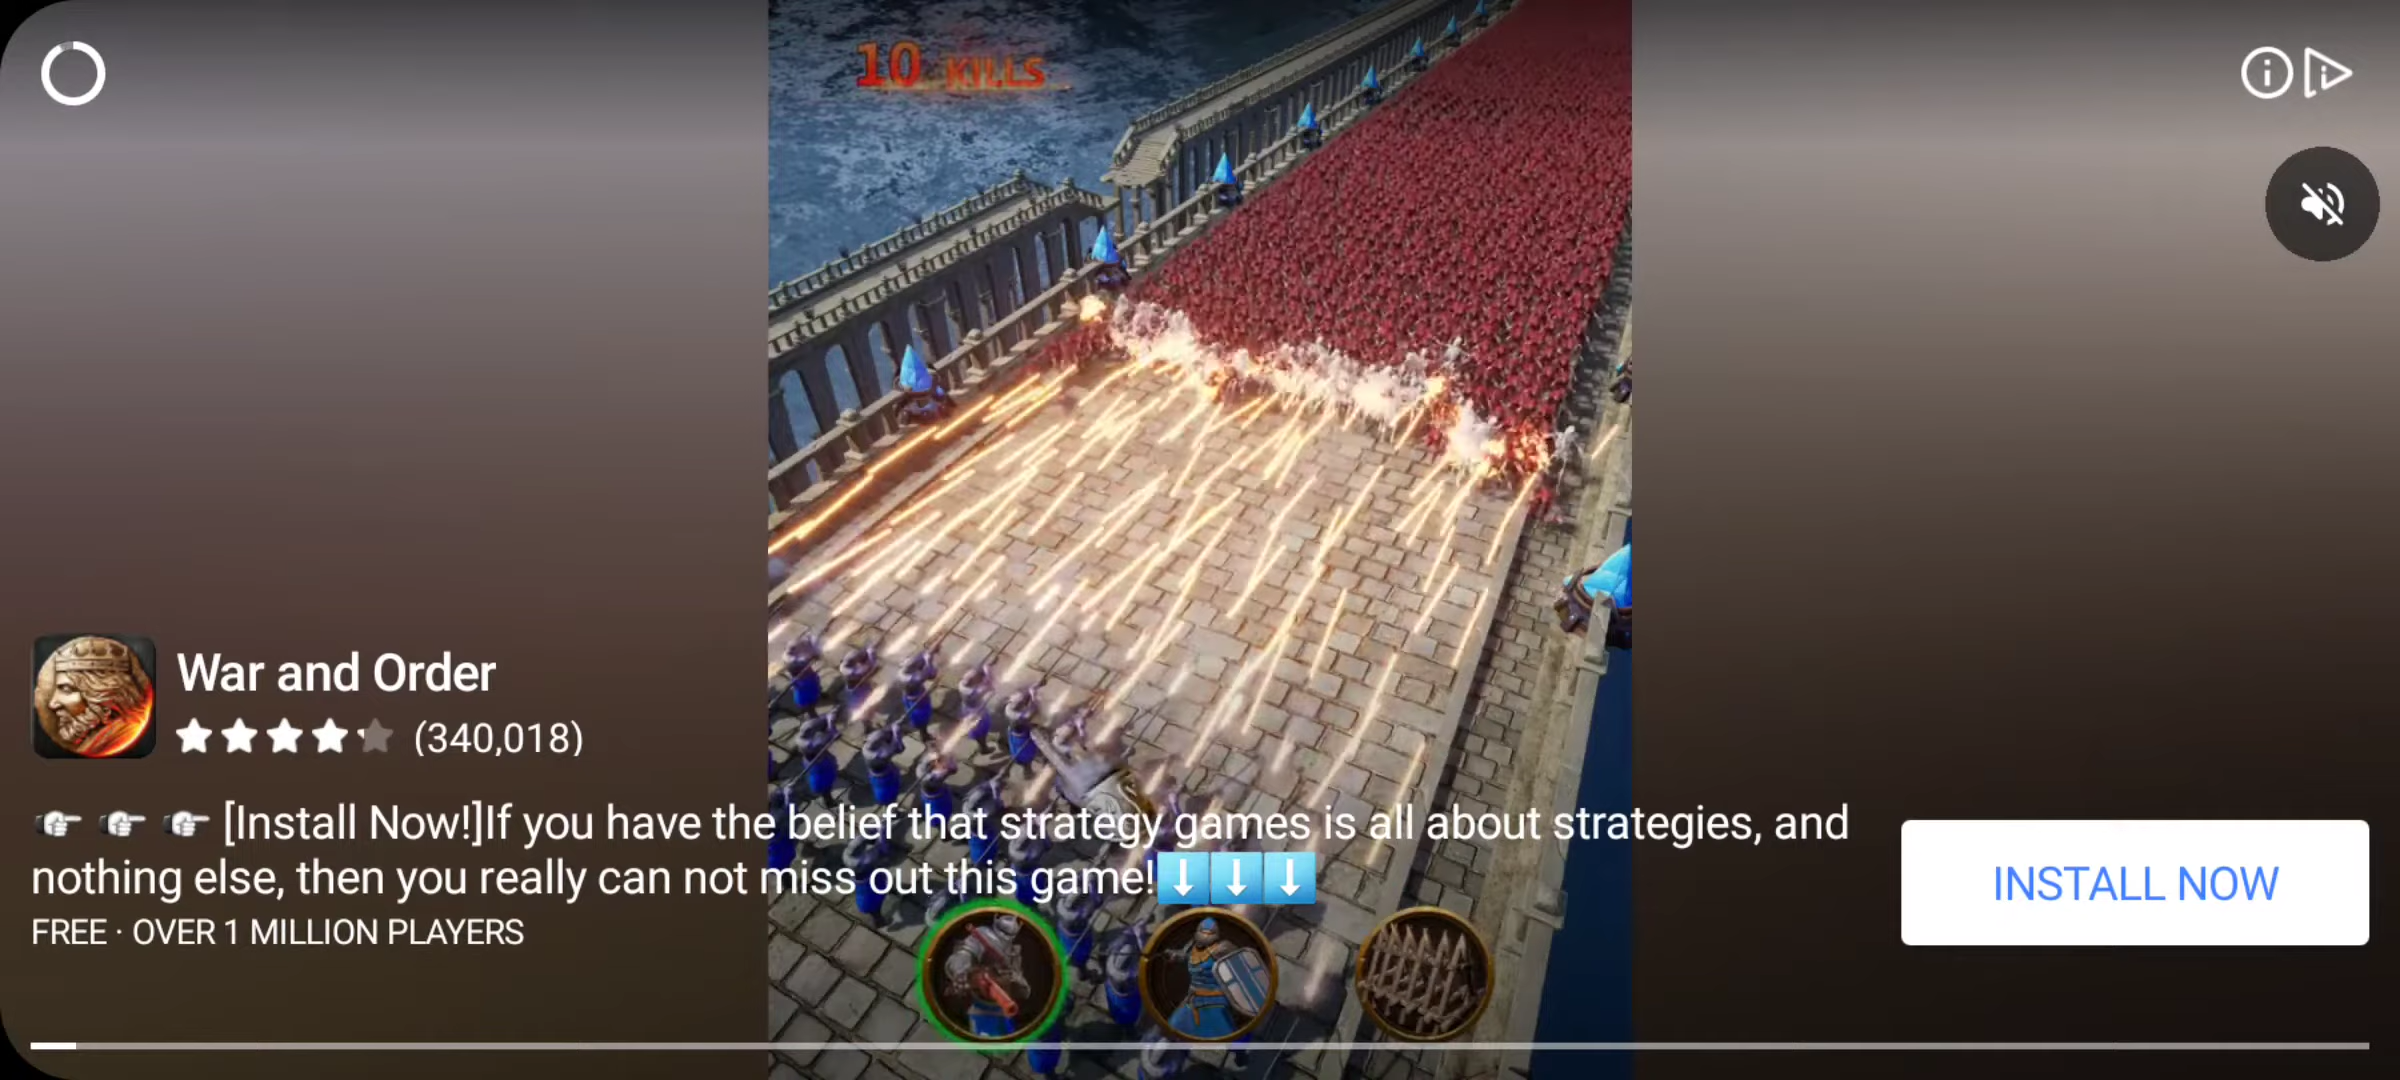 10 KILLS
War and Order
(340,018)
[Install Now!]If you have the belief that strategy games is all about strategies, and
nothing else, then you really can not miss out this game!
FREE · OVER 1 MILLION PLAYERS
INSTALL NOW